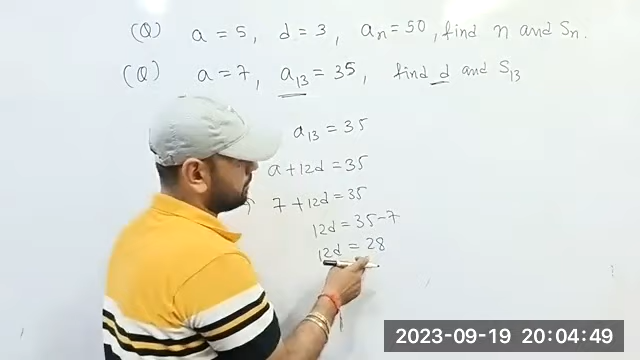 (Q) a = 5, d = 3, aₙ = 50, find n and Sₙ.
(Q) a = 7, a₁₃ = 35, find d and S₁₃
a₁₃ = 35
a + 12d = 35
⇒ 7 + 12d = 35
12d = 35 - 7
12d = 28
2023-09-19 20:04:49